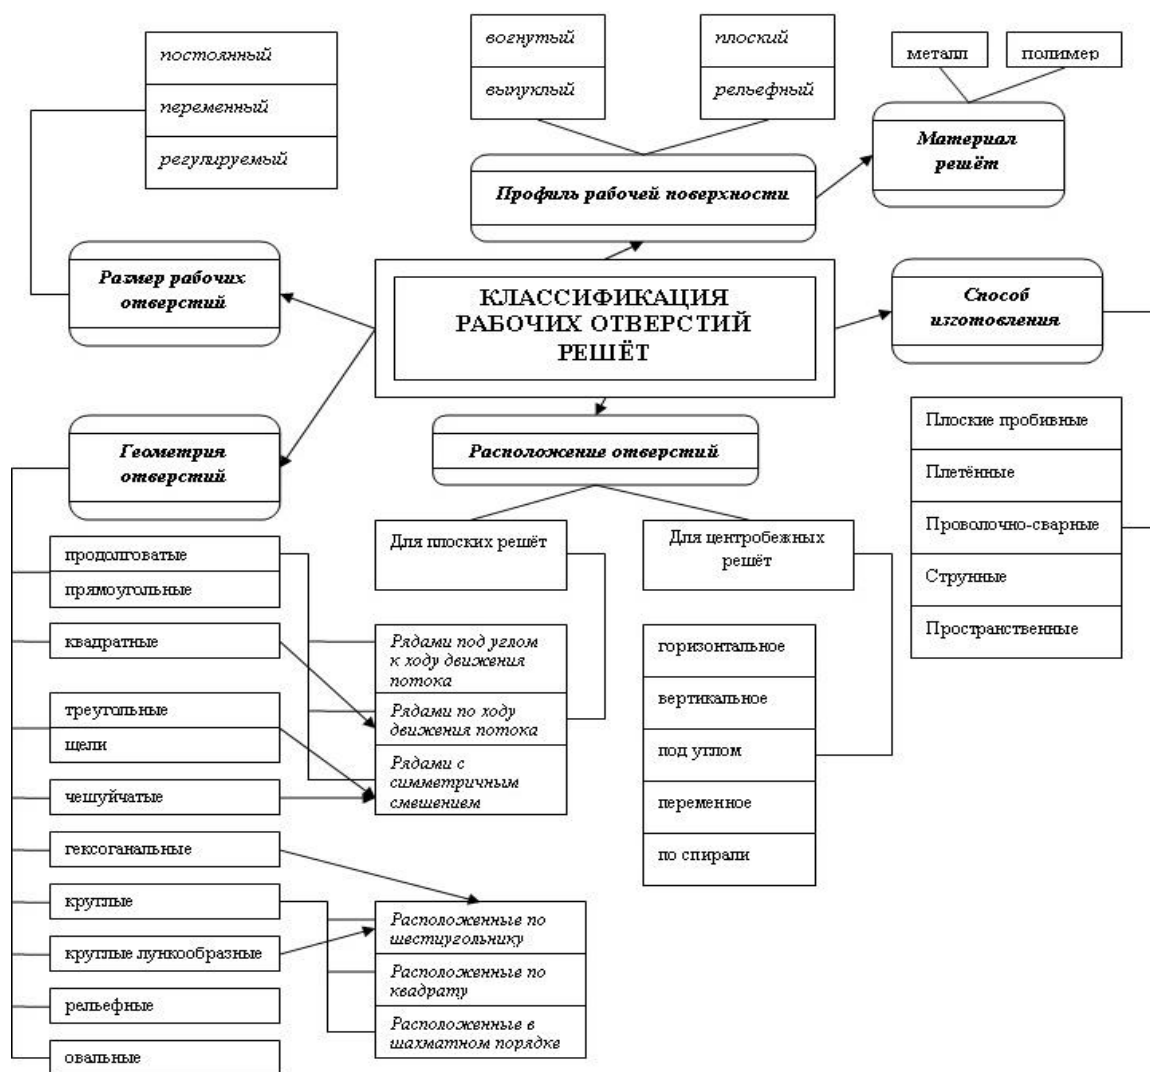 постоянный
переменный
регулируемый
вогнутый
выпуклый
плоский
рельефный
металл
полимер
Материал
решёт
Профиль рабочей поверхности
Размер рабочих
отверстий
КЛАССИФИКАЦИЯ
РАБОЧИХ ОТВЕРСТИЙ
РЕШЁТ
Способ
изготовления
Геометрия
отверстий
Расположение отверстий
Плоские пробивные
Плетённые
Проволочно-сварные
Струнные
Пространственные
Для плоских решёт
Для центробежных
решёт
продолговатые
прямоугольные
квадратные
треугольные
щели
чешуйчатые
гексоганальные
круглые
круглые лункообразные
рельефные
овальные
Рядами под углом
к ходу движения
потока
Рядами по ходу
движения потока
Рядами с
симметричным
смешением
горизонтальное
вертикальное
под углом
переменное
по спирали
Расположенные по
шестиугольнику
Расположенные по
квадрату
Расположенные в
шахматном порядке